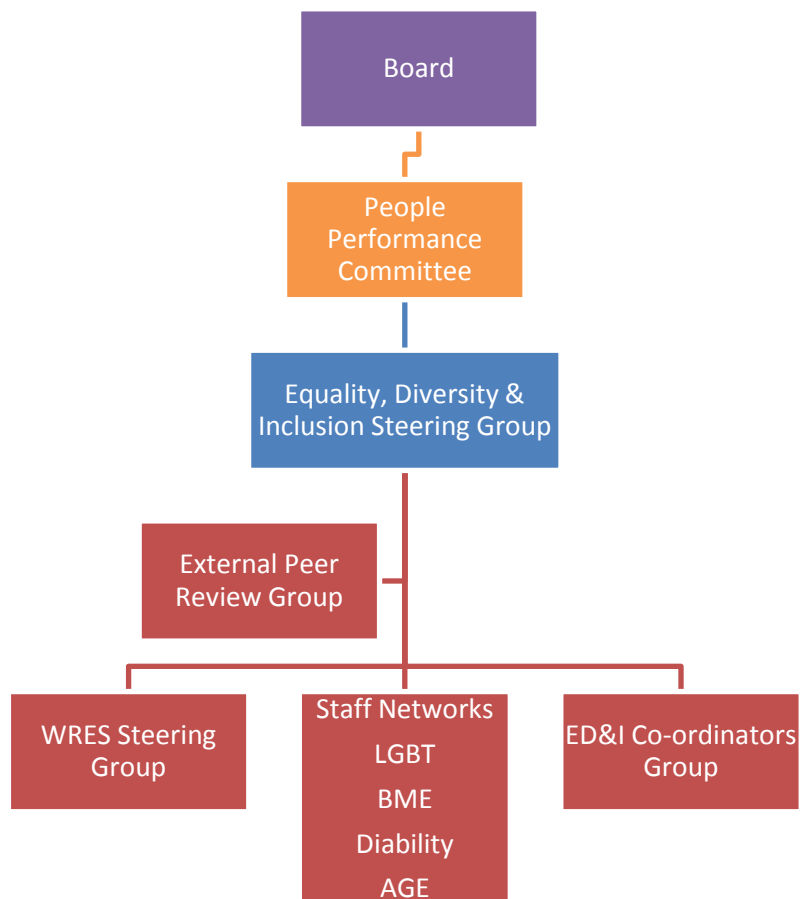 Board
People
Performance
Committee
Equality, Diversity &
Inclusion Steering Group
External Peer
Review Group
WRES Steering
Group
Staff Networks
LGBT
BME
Diability
AGE
ED&I Co-ordinators
Group